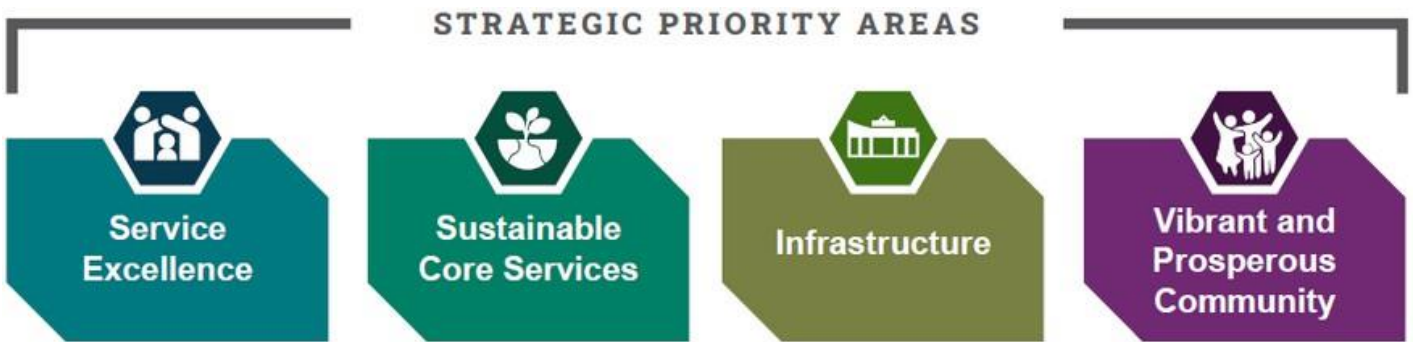 STRATEGIC PRIORITY AREAS
Service
Excellence
Sustainable
Core Services
Infrastructure
Vibrant and
Prosperous
Community